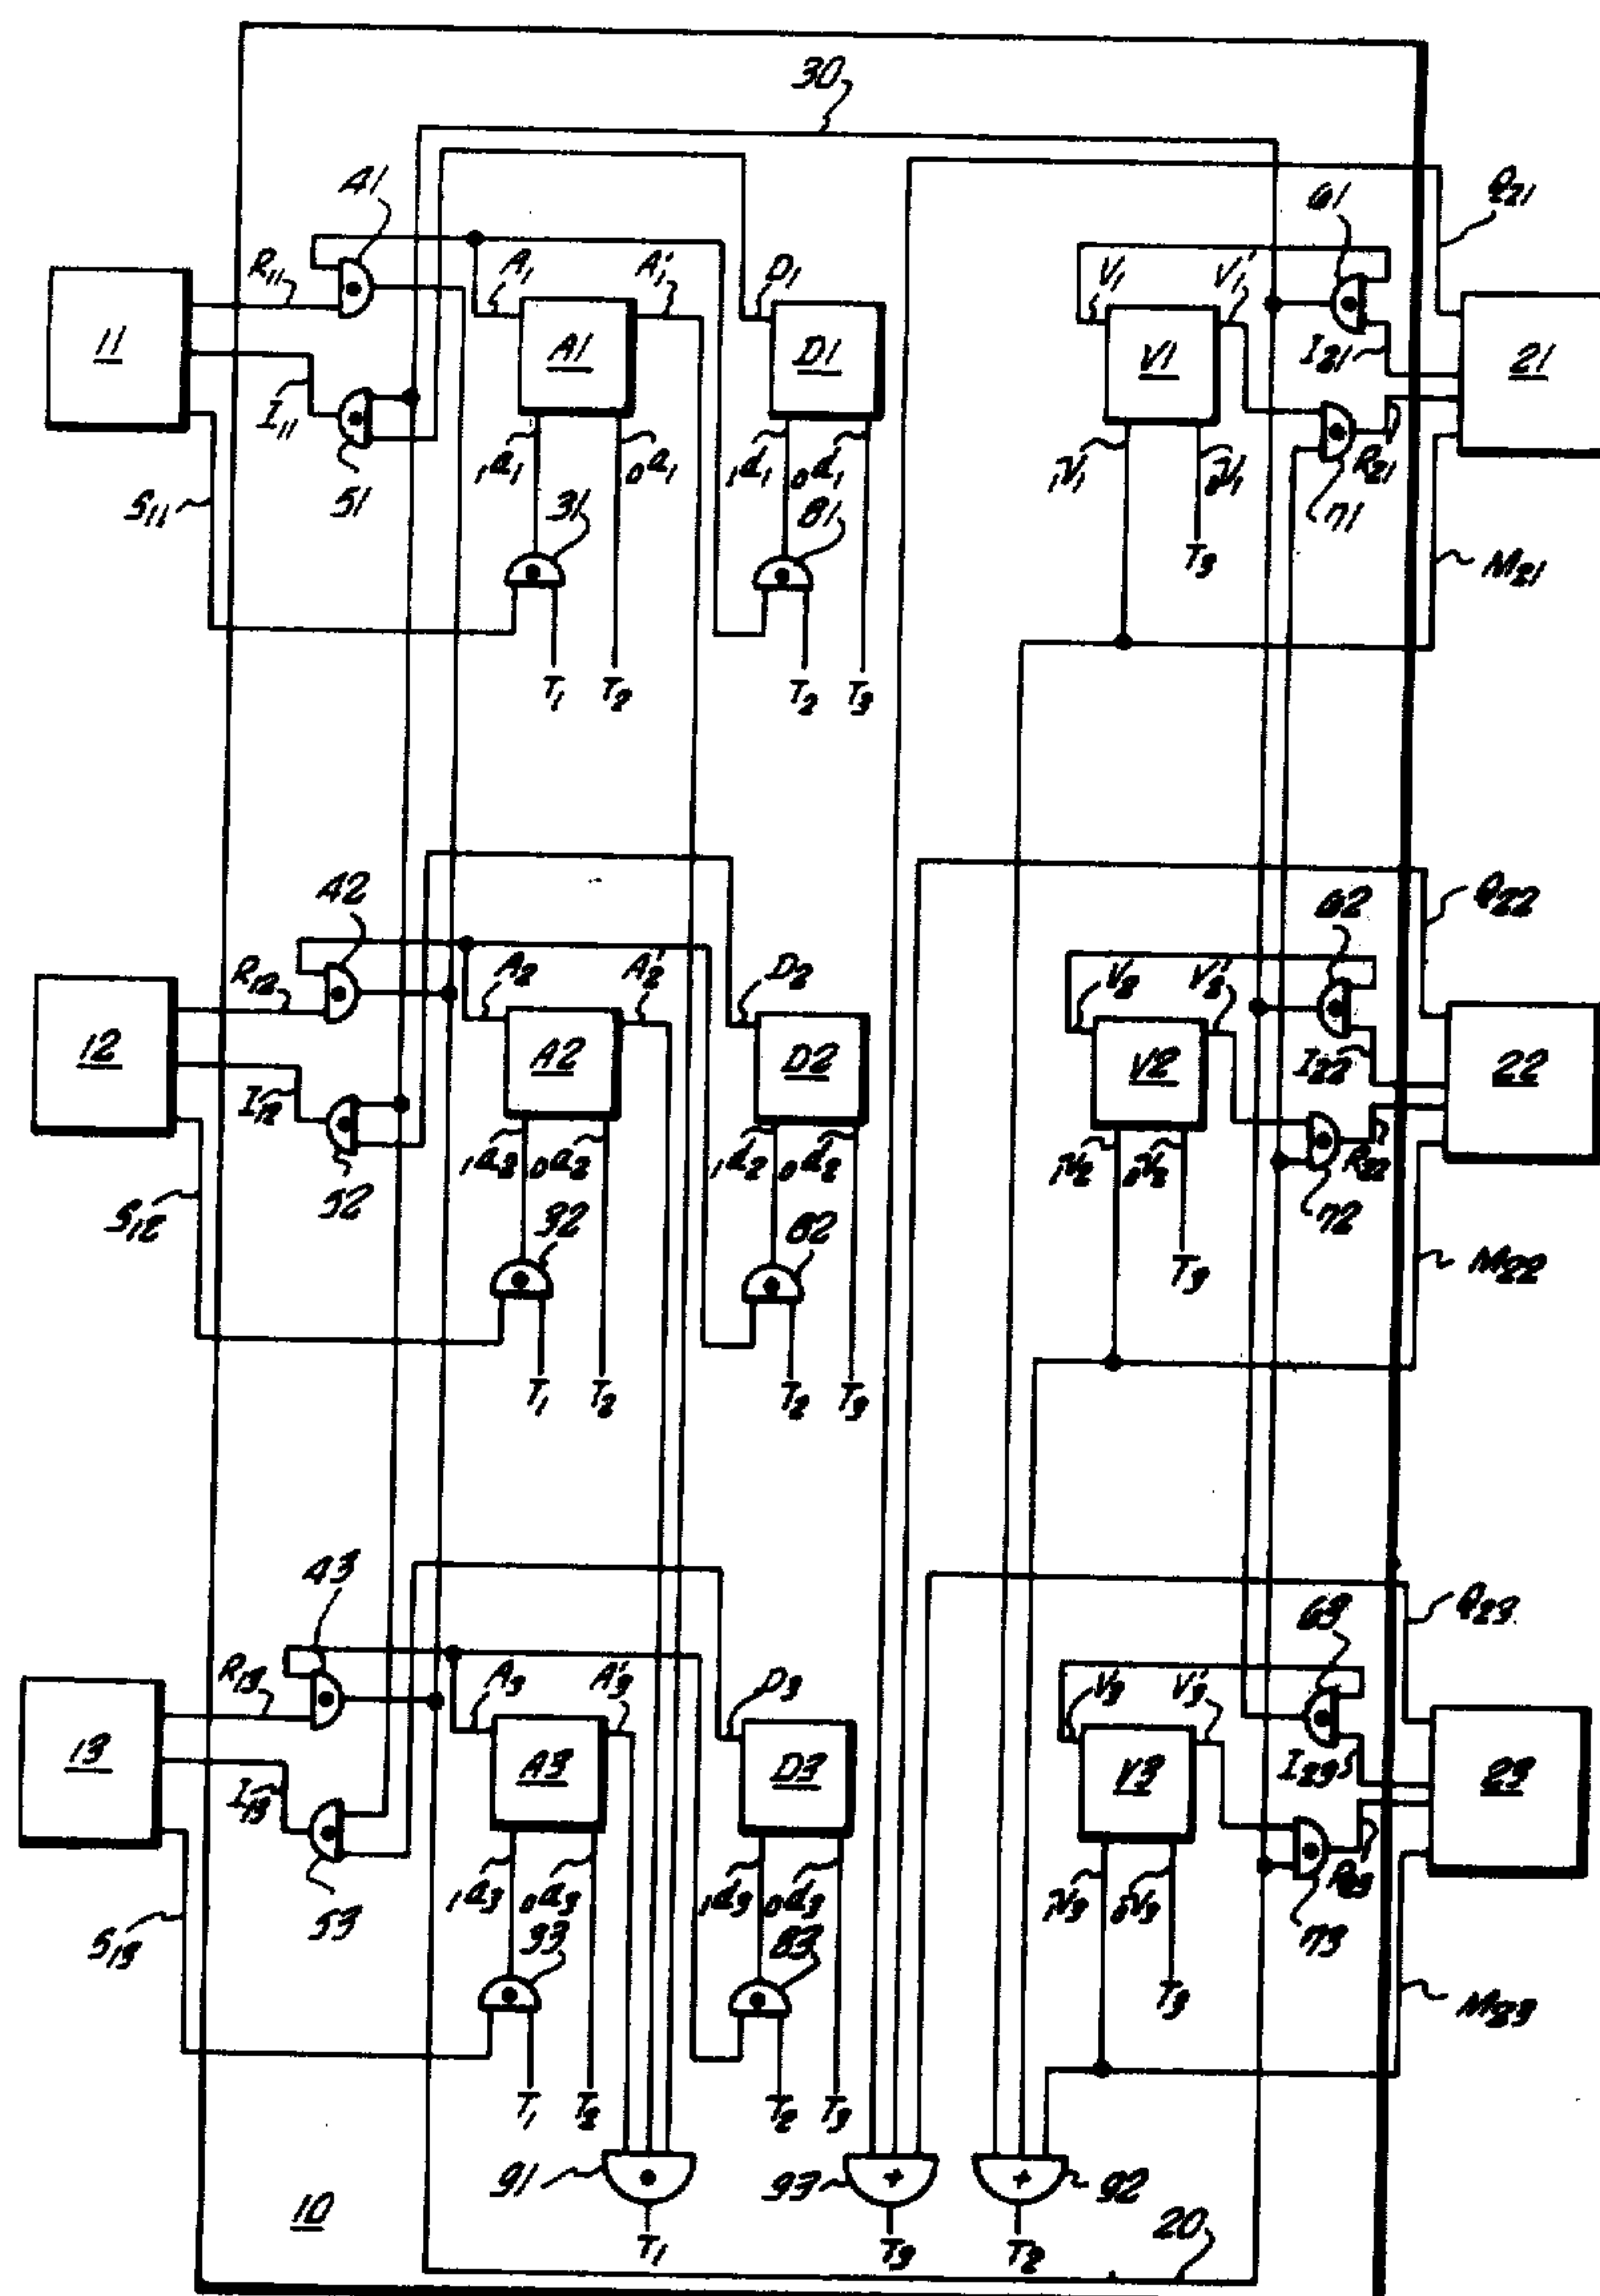 30
41
R11
A1
A1'
D1
V1
V1'
61
Q21
11
A1
D1
V1
I21
21
I11
51
S11
1a1
0a1
31
1d1
0d1
81
1v1
0v1
R21
71
T3
M21
T1
T2
T2
T3
42
R12
A2
A2'
D2
V2
V2'
62
Q22
12
A2
D2
V2
I22
22
I12
52
S12
1a2
0a2
32
1d2
0d2
82
1v2
0v2
R22
72
T3
M22
T1
T2
T2
T3
43
R13
A3
A3'
D3
V3
V3'
63
Q23
13
A3
D3
V3
I23
23
I13
53
S13
1a3
0a3
33
1d3
0d3
83
1v3
0v3
R23
73
T3
M23
T1
T2
T2
T3
10
91
93
92
20
T1
T3
T2